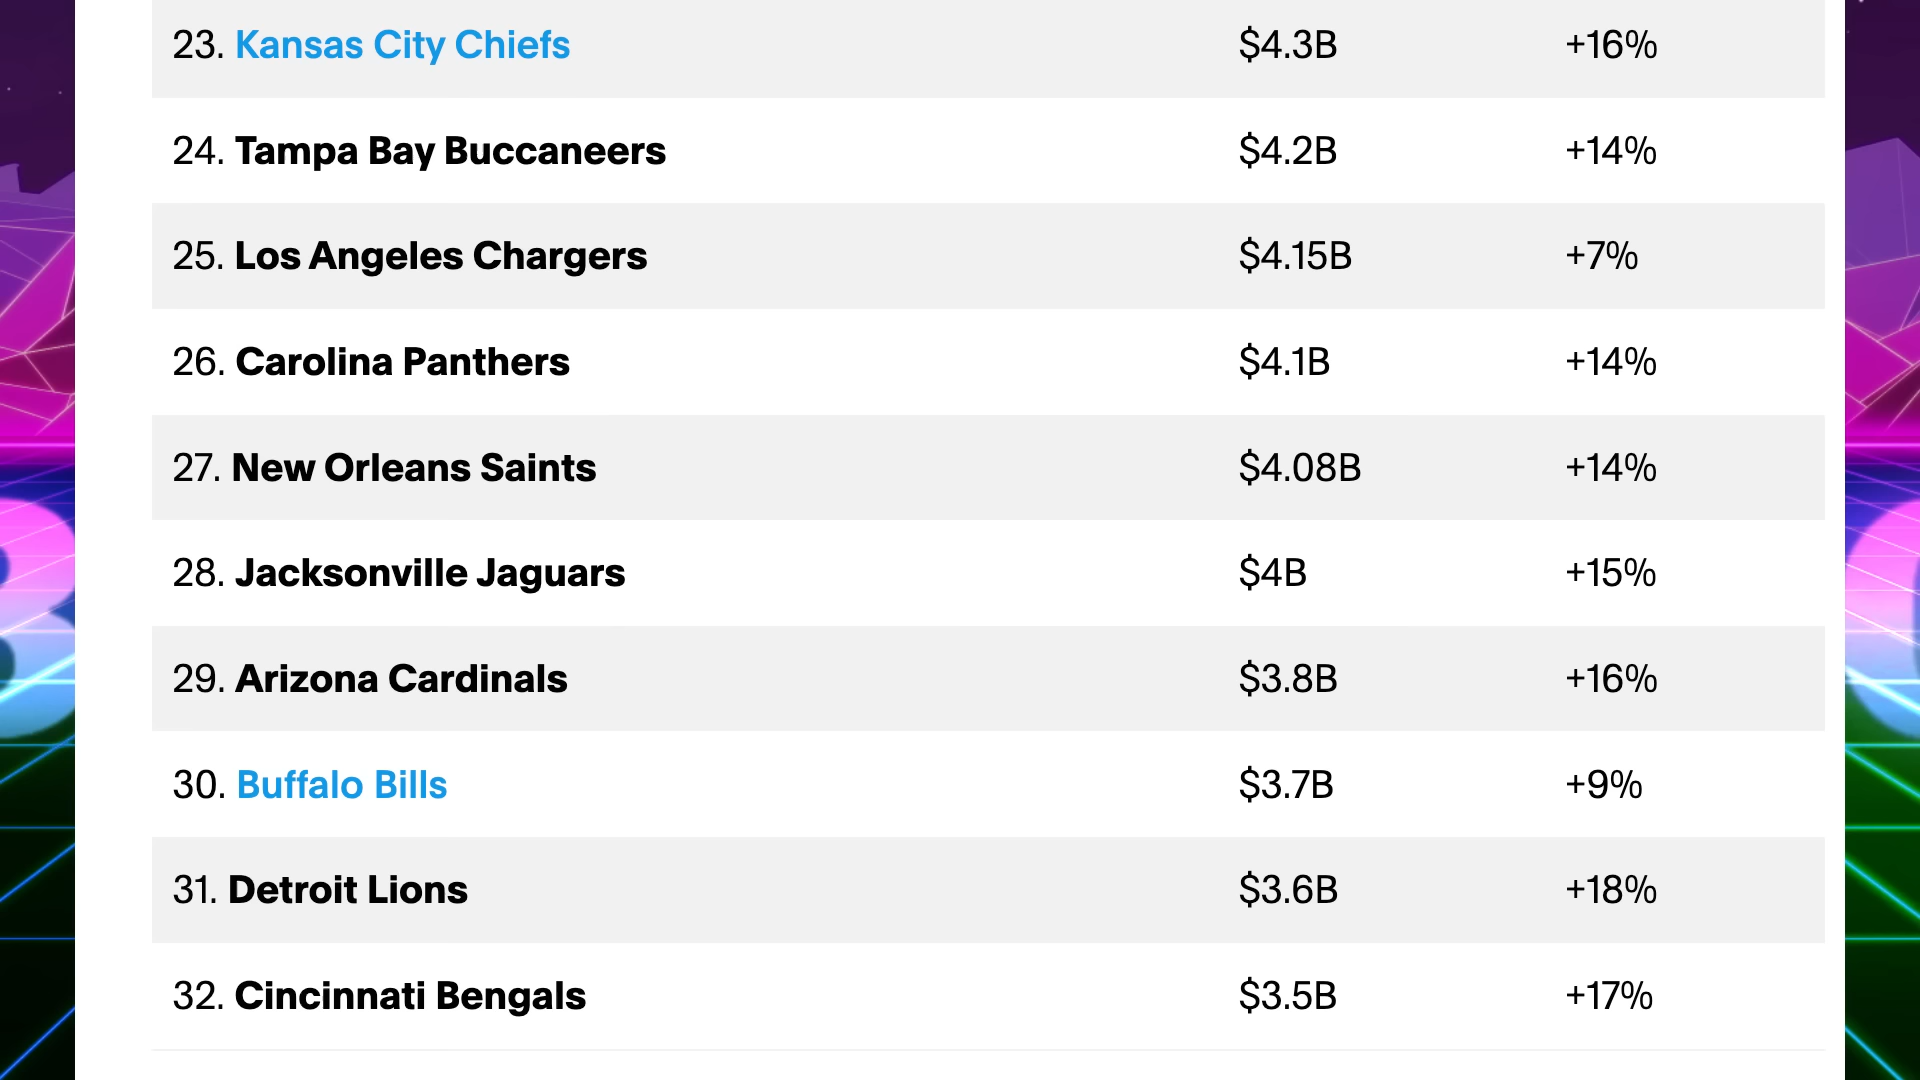 23. Kansas City Chiefs $4.3B +16%
24. Tampa Bay Buccaneers $4.2B +14%
25. Los Angeles Chargers $4.15B +7%
26. Carolina Panthers $4.1B +14%
27. New Orleans Saints $4.08B +14%
28. Jacksonville Jaguars $4B +15%
29. Arizona Cardinals $3.8B +16%
30. Buffalo Bills $3.7B +9%
31. Detroit Lions $3.6B +18%
32. Cincinnati Bengals $3.5B +17%